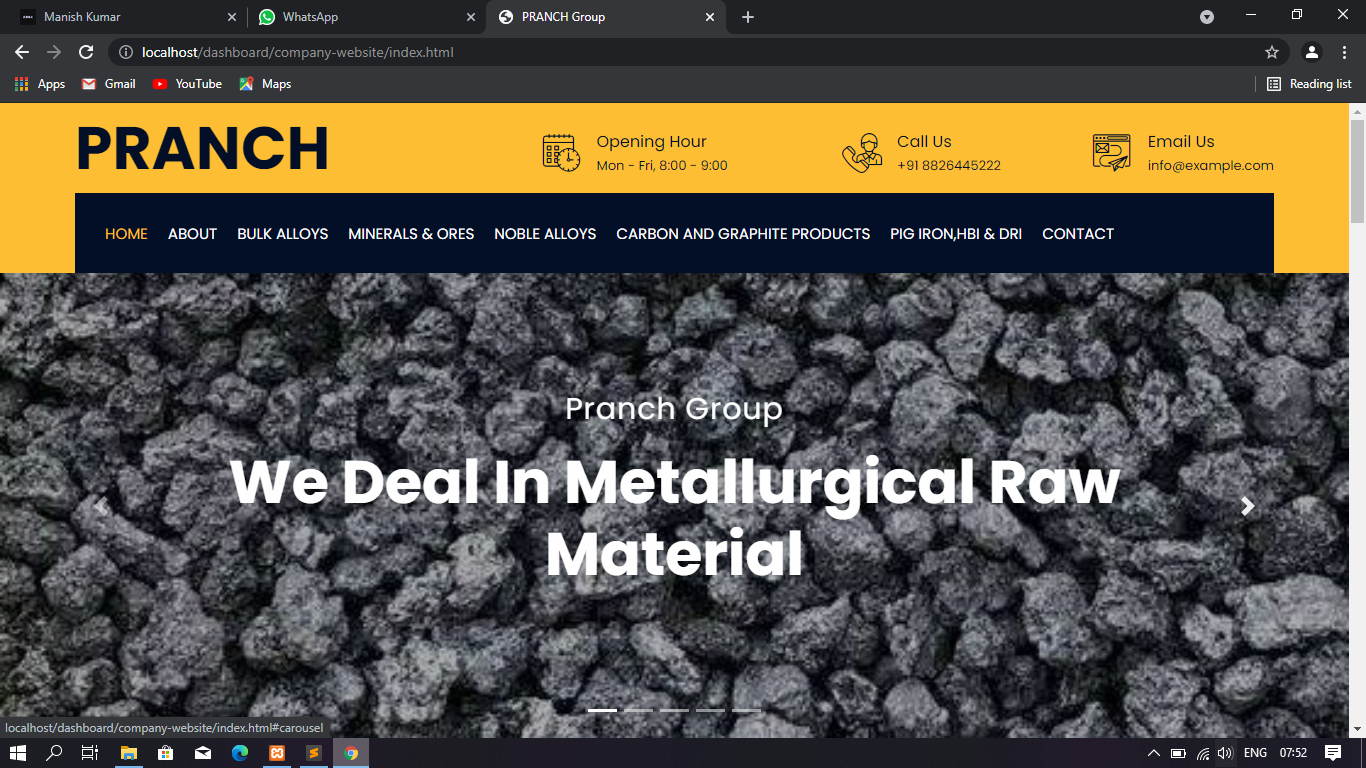 Manish Kumar
WhatsApp
PRANCH Group
localhost/dashboard/company-website/index.html
Apps
Gmail
YouTube
Maps
Reading list
PRANCH
Opening Hour
Mon - Fri, 8:00 - 9:00
Call Us
+91 8826445222
Email Us
info@example.com
HOME ABOUT BULK ALLOYS MINERALS & ORES NOBLE ALLOYS CARBON AND GRAPHITE PRODUCTS PIG IRON,HBI & DRI CONTACT
Pranch Group
We Deal In Metallurgical Raw
Material
localhost/dashboard/company-website/index.html#carousel
ENG
07:52